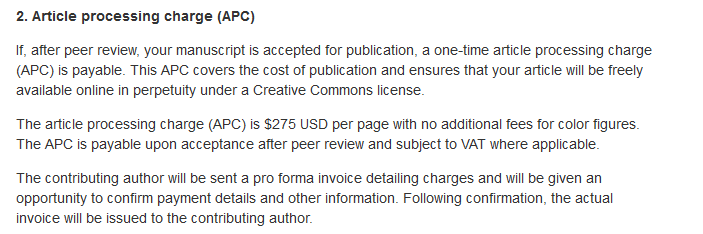 2. Article processing charge (APC)
If, after peer review, your manuscript is accepted for publication, a one-time article processing charge
(APC) is payable. This APC covers the cost of publication and ensures that your article will be freely
available online in perpetuity under a Creative Commons license.
The article processing charge (APC) is $275 USD per page with no additional fees for color figures.
The APC is payable upon acceptance after peer review and subject to VAT where applicable.
The contributing author will be sent a pro forma invoice detailing charges and will be given an
opportunity to confirm payment details and other information. Following confirmation, the actual
invoice will be issued to the contributing author.